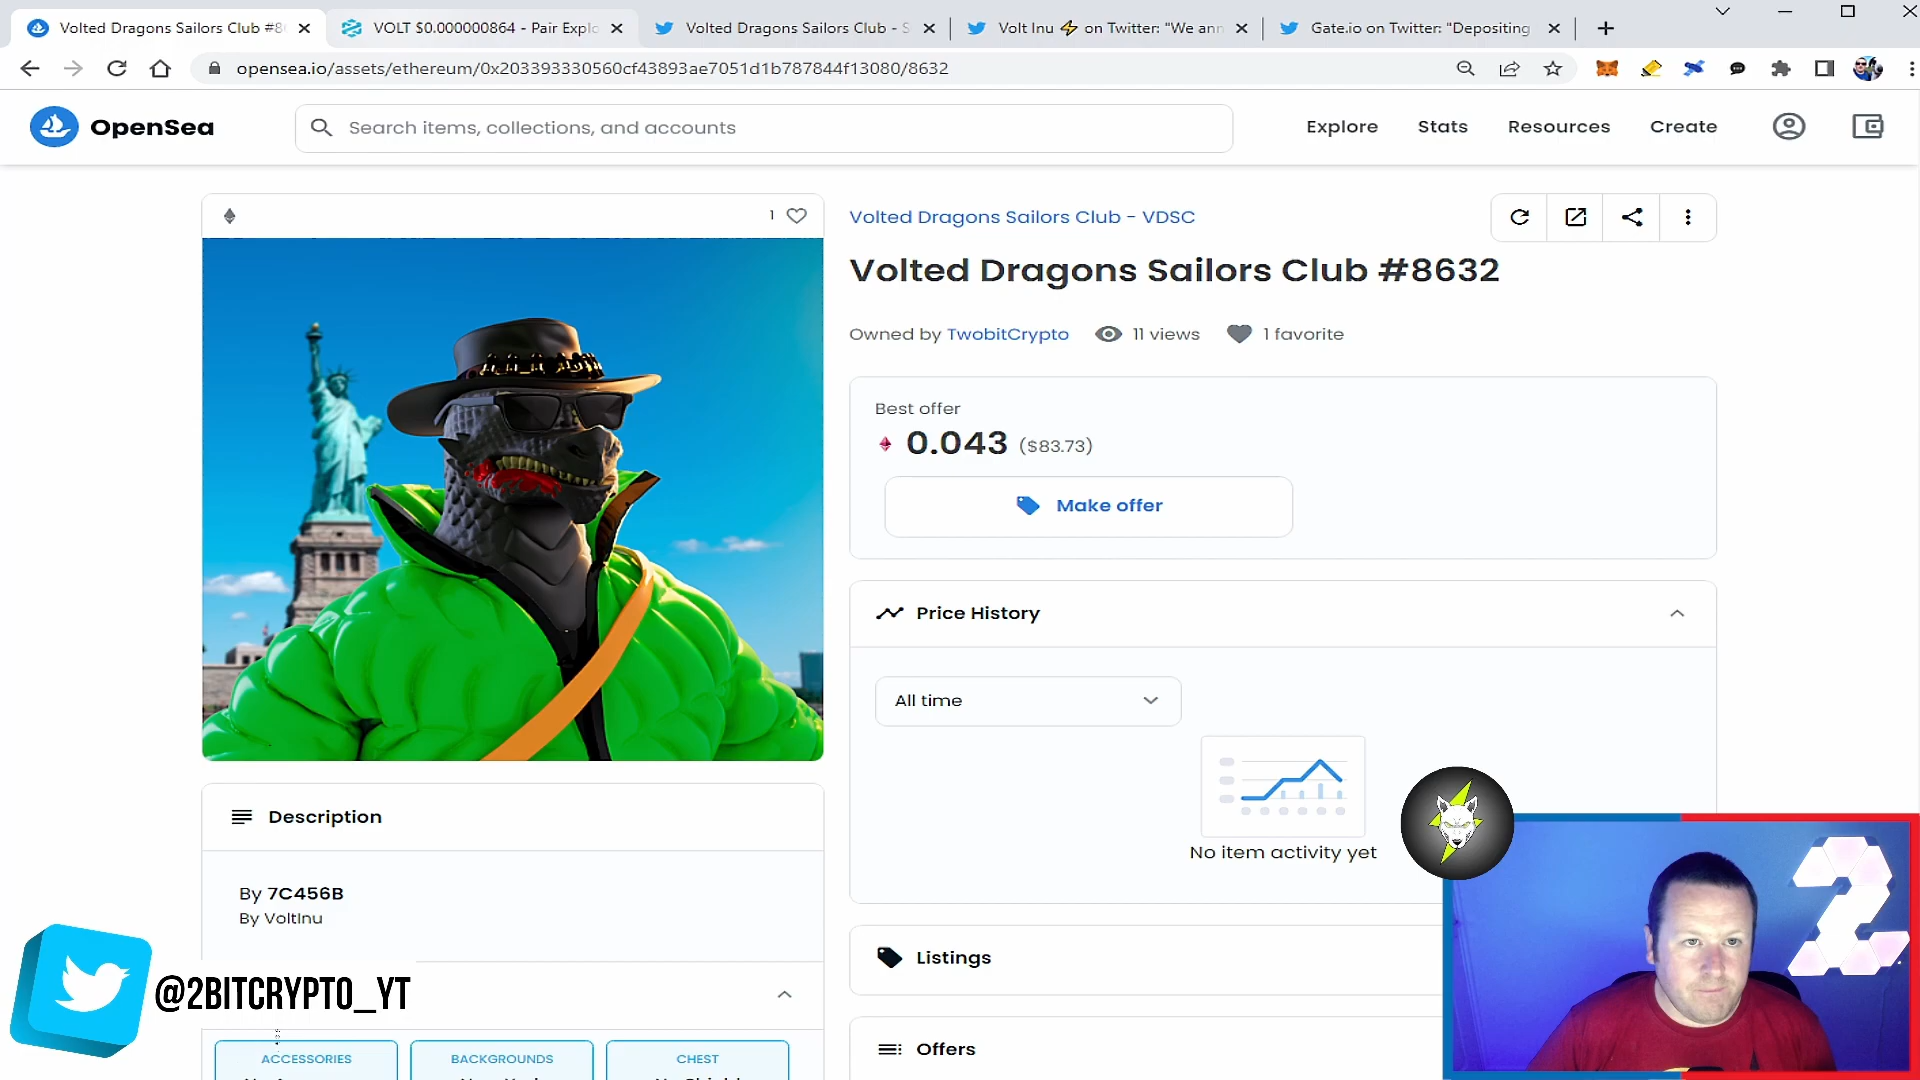 Volted Dragons Sailors Club #8
VOLT $0.000000864 - Pair Explo
Volted Dragons Sailors Club - S
Volt Inu ⚡ on Twitter: "We ann
Gate.io on Twitter: "Depositing
opensea.io/assets/ethereum/0x203393330560cf43893ae7051d1b787844f13080/8632
OpenSea
Search items, collections, and accounts
Explore
Stats
Resources
Create
1
Volted Dragons Sailors Club - VDSC
Volted Dragons Sailors Club #8632
Owned by TwobitCrypto
11 views
1 favorite
Best offer
0.043 ($83.73)
Make offer
Price History
All time
No item activity yet
Description
By 7C456B
By VoltInu
Listings
Offers
@2BITCRYPTO_YT
ACCESSORIES
BACKGROUNDS
CHEST
2